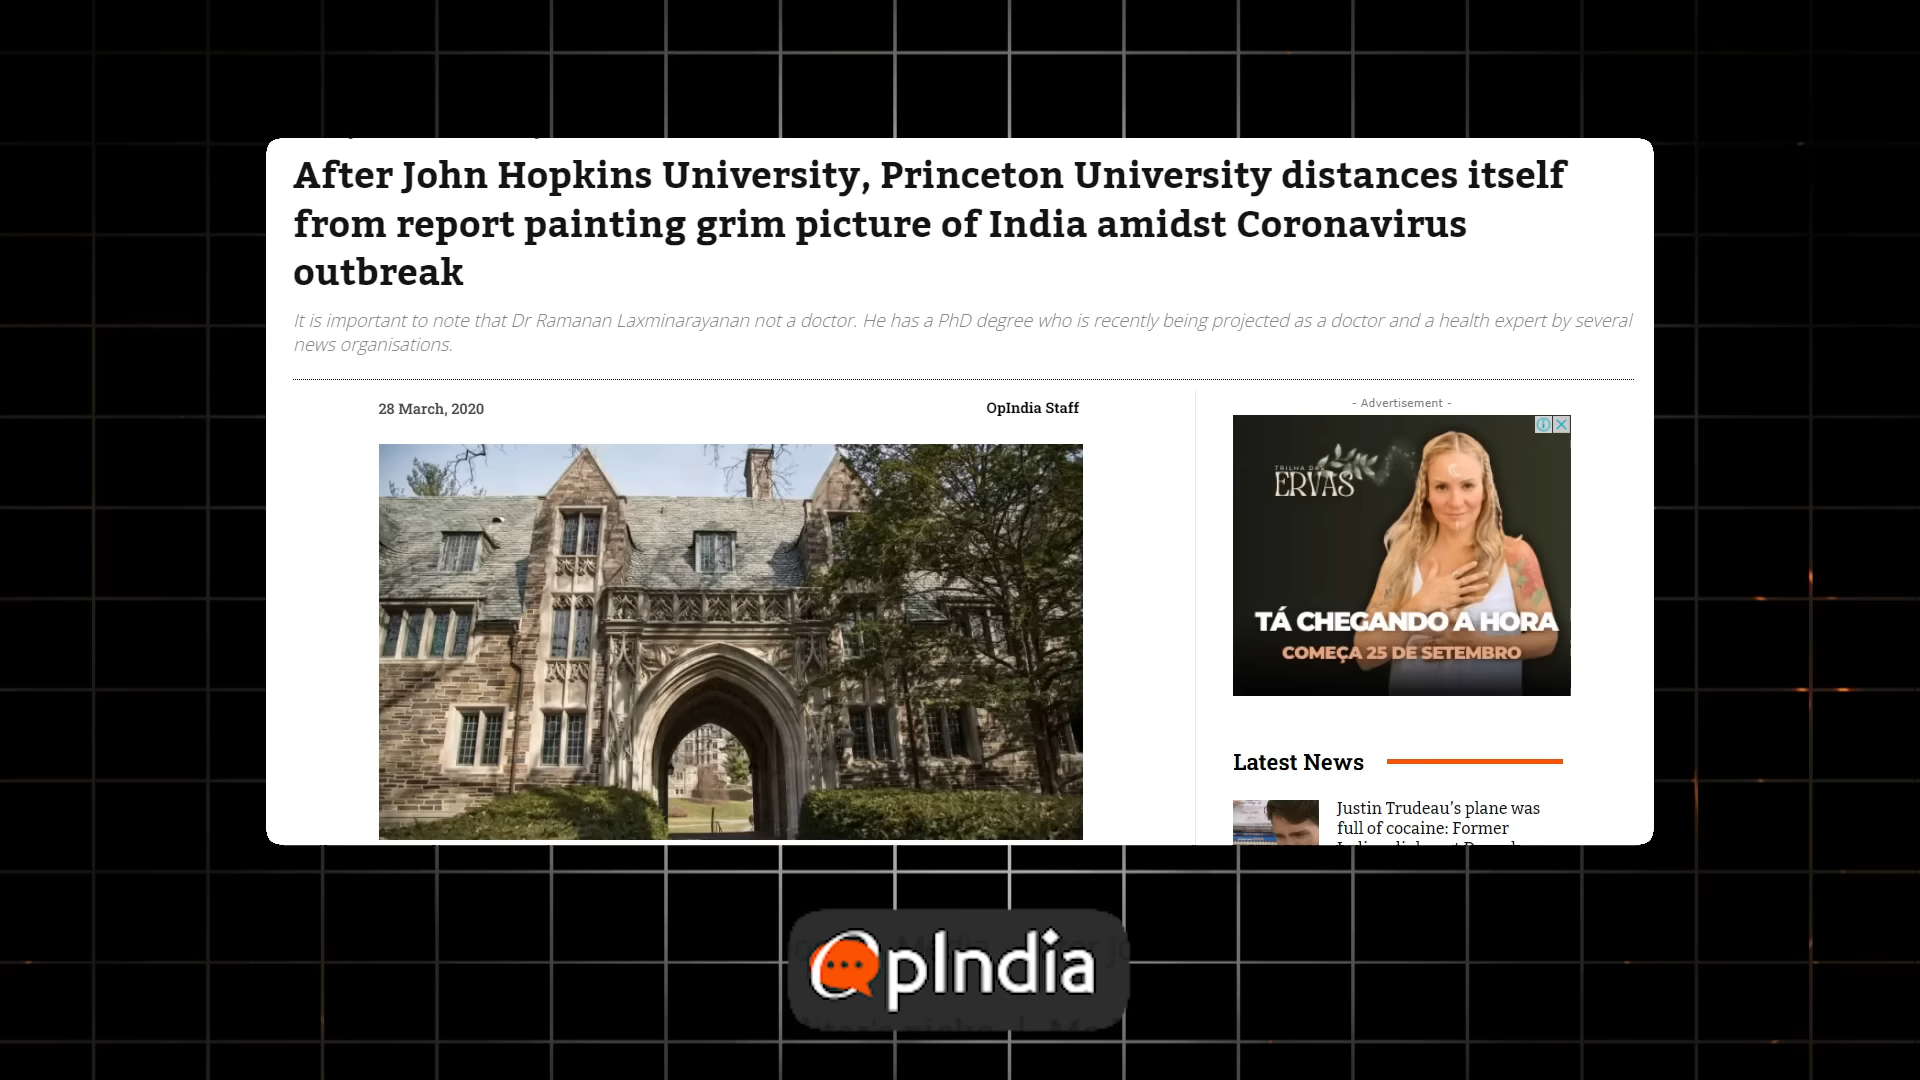 After John Hopkins University, Princeton University distances itself
from report painting grim picture of India amidst Coronavirus
outbreak
It is important to note that Dr Ramanan Laxminarayanan not a doctor. He has a PhD degree who is recently being projected as a doctor and a health expert by several
news organisations.
28 March, 2020
OpIndia Staff
- Advertisement -
TRILHA DAS
ERVAS
TÁ CHEGANDO A HORA
COMEÇA 25 DE SETEMBRO
Latest News
Justin Trudeau’s plane was
full of cocaine: Former
OpIndia